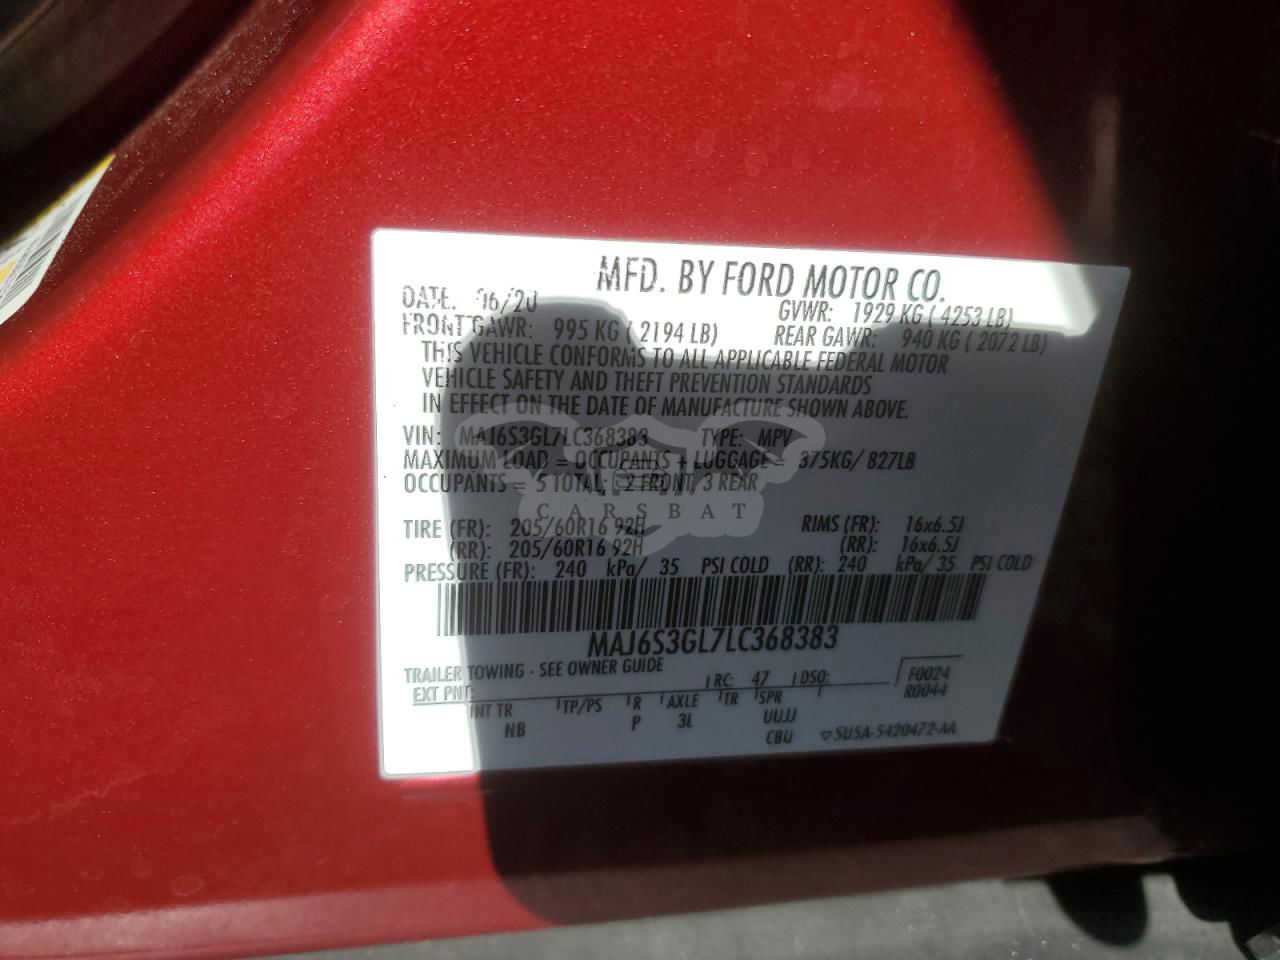 MFD. BY FORD MOTOR CO.
DATE: 06/20 GVWR: 1929 KG ( 4253 LB)
FRONT GAWR: 995 KG ( 2194 LB) REAR GAWR: 940 KG ( 2072 LB)
THIS VEHICLE CONFORMS TO ALL APPLICABLE FEDERAL MOTOR
VEHICLE SAFETY AND THEFT PREVENTION STANDARDS
IN EFFECT ON THE DATE OF MANUFACTURE SHOWN ABOVE.
VIN: MAJ6S3GL7LC368383 TYPE: MPV
MAXIMUM LOAD = OCCUPANTS + LUGGAGE = 375KG/ 827LB
OCCUPANTS = 5 TOTAL: 2 FRONT, 3 REAR
CARSBAT
TIRE (FR): 205/60R16 92H RIMS (FR): 16x6.5J
(RR): 205/60R16 92H (RR): 16x6.5J
PRESSURE (FR): 240 kPa/ 35 PSI COLD (RR): 240 kPa/ 35 PSI COLD
MAJ6S3GL7LC368383
TRAILER TOWING - SEE OWNER GUIDE
EXT PNT: RC: 47 DSO: F0024
R0044
INT TR TP/PS R AXLE TR SPR
NB P 3L UUJJ
CBU ▽SU5A-5420472-AA